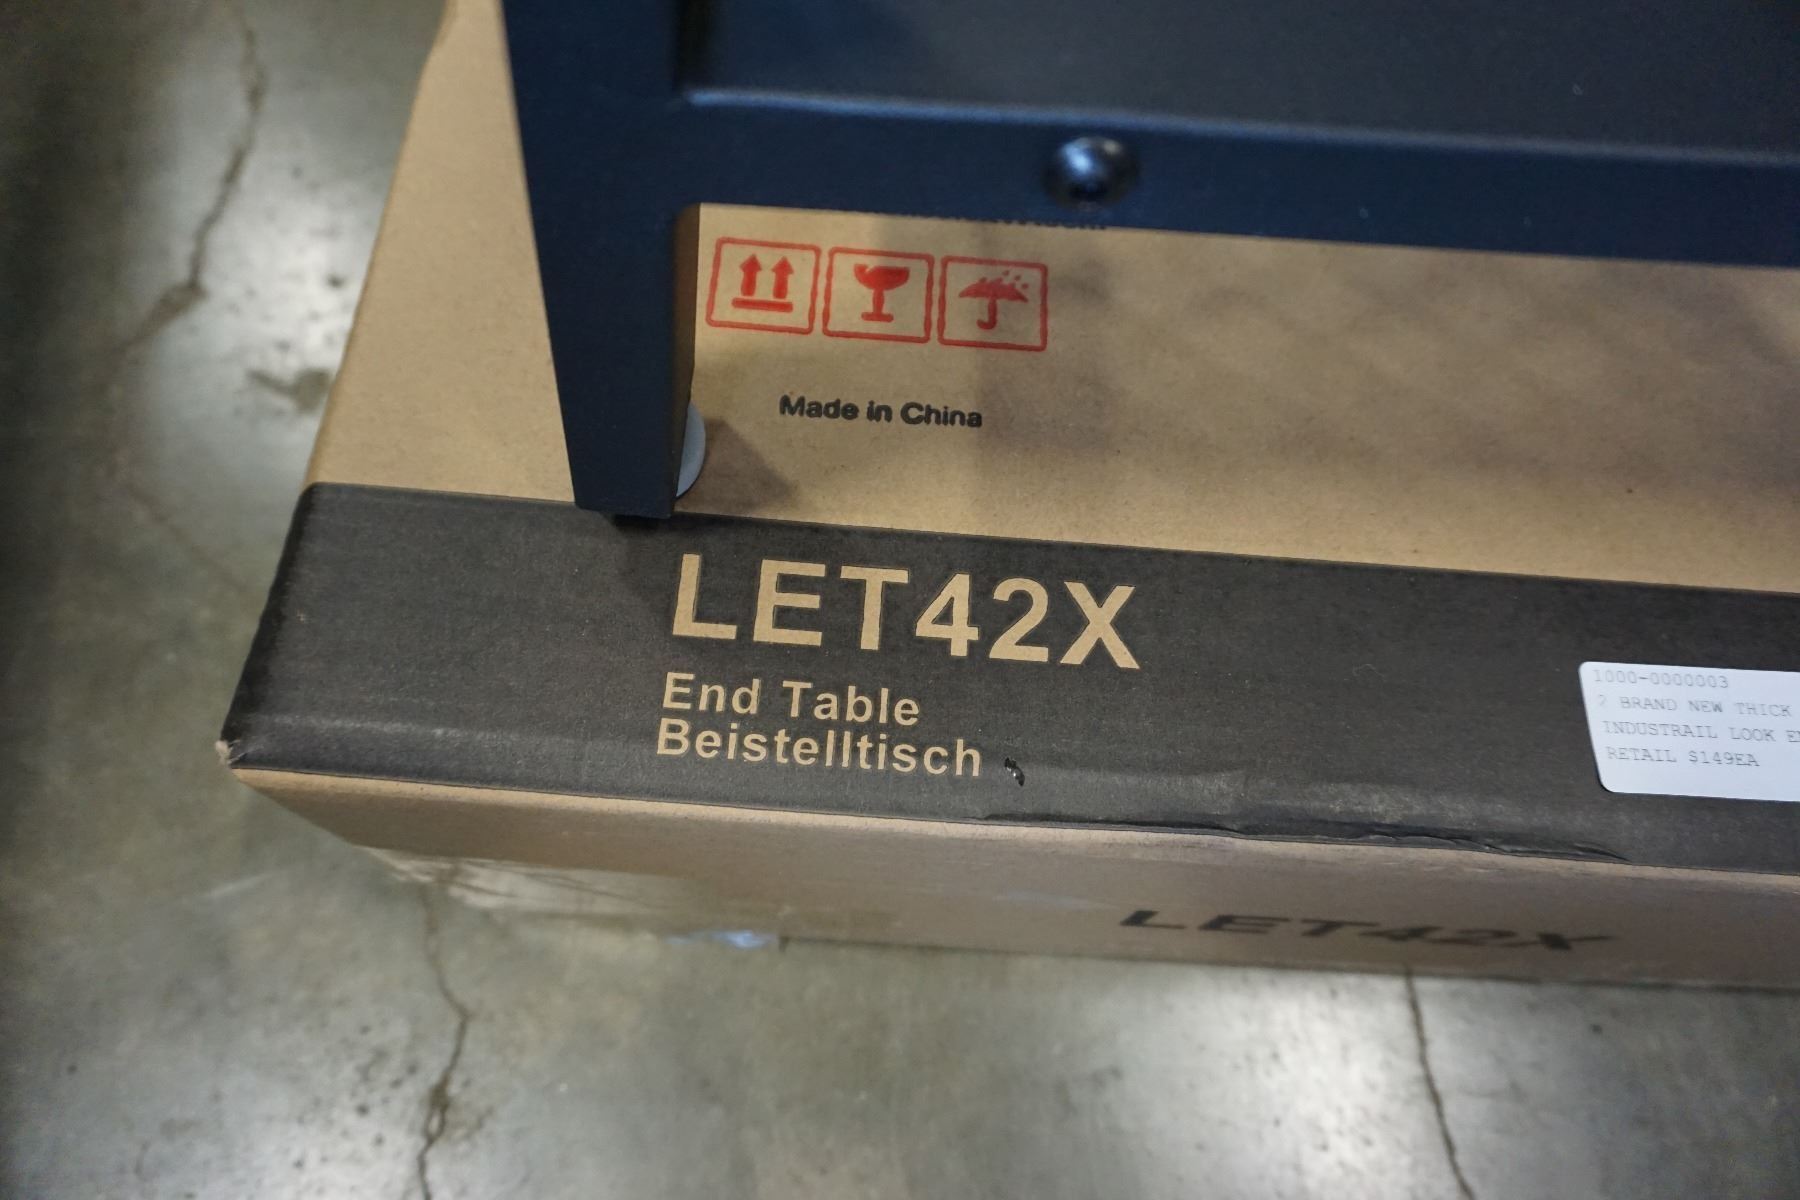 Made in China
LET42X
End Table
Beistelltisch
1000-0000003
2 BRAND NEW THICK
INDUSTRAIL LOOK
RETAIL $149EA
LET42X